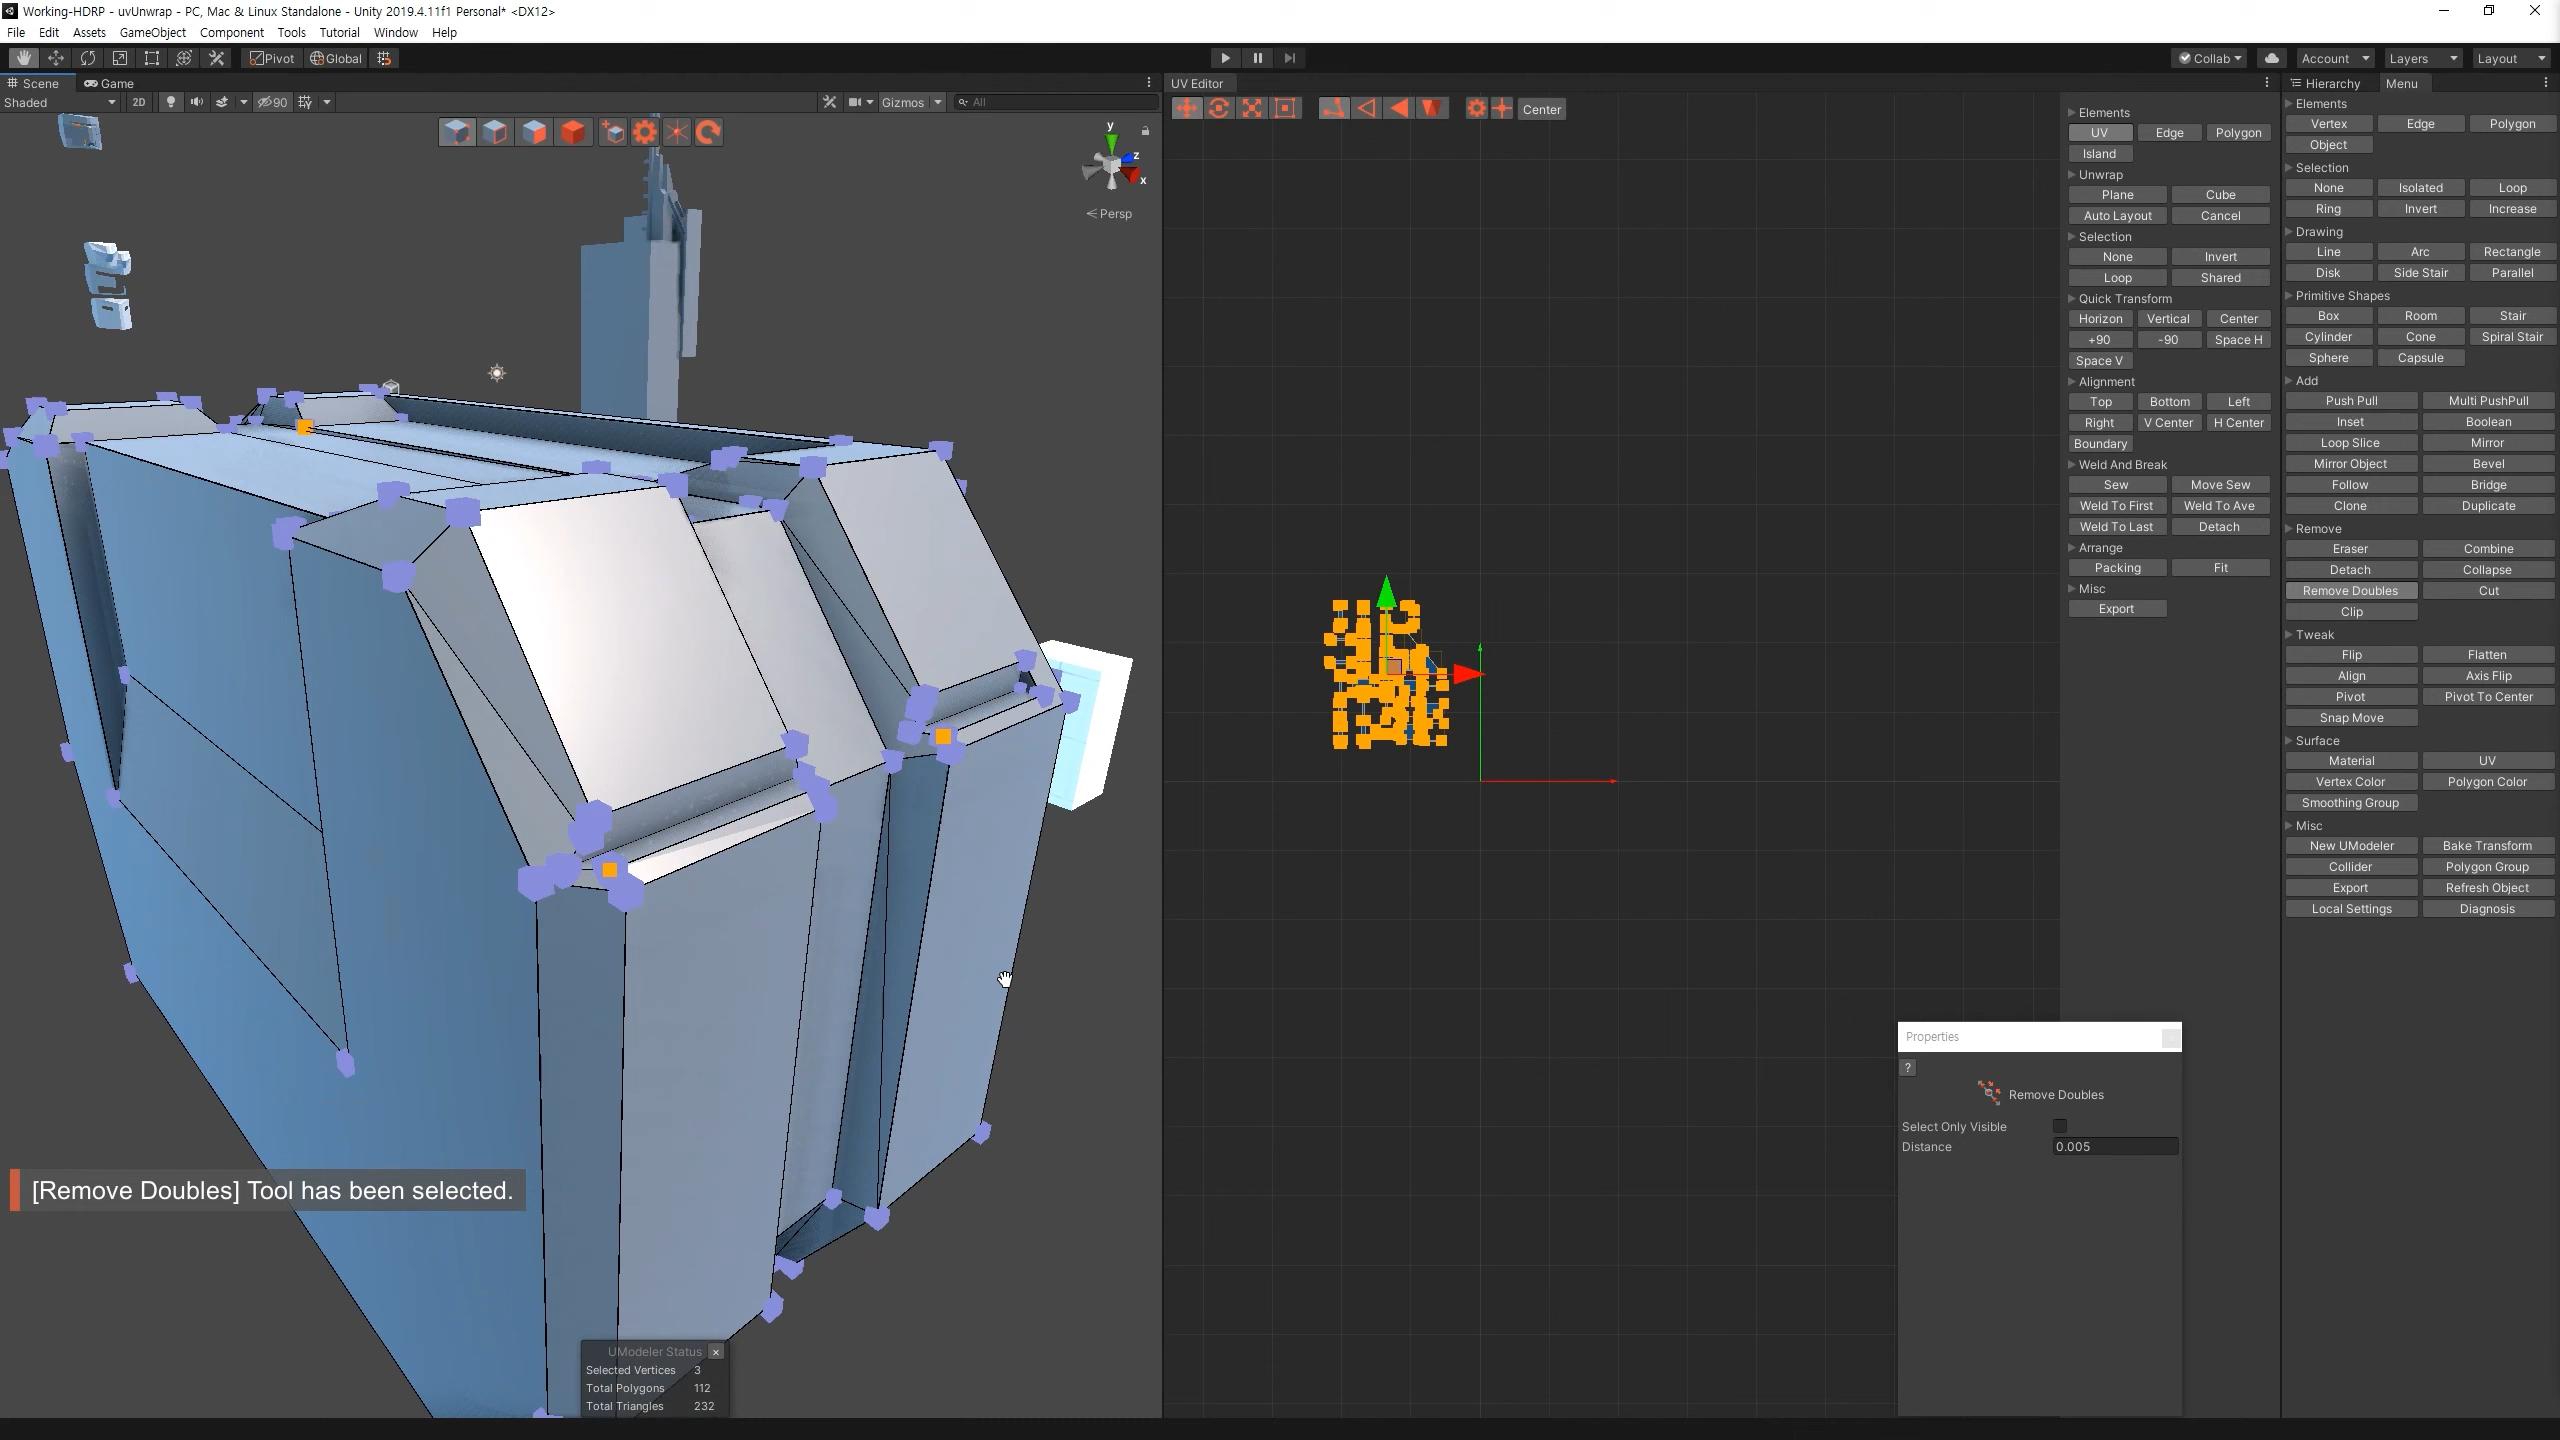 Working-HDRP - uvUnwrap - PC, Mac & Linux Standalone - Unity 2019.4.11f1 Personal* <DX12>
File Edit Assets GameObject Component Tools Tutorial Window Help
Pivot Global Collab Account Layers Layout
Scene Game
Shaded 2D 90 Gizmos All
y
z
x
Persp
UV Editor
Center
Elements
UV Edge Polygon
Island
Unwrap
Plane Cube
Auto Layout Cancel
Selection
None Invert
Loop Shared
Quick Transform
Horizon Vertical Center
+90 -90 Space H
Space V
Alignment
Top Bottom Left
Right V Center H Center
Boundary
Weld And Break
Sew Move Sew
Weld To First Weld To Ave
Weld To Last Detach
Arrange
Packing Fit
Misc
Export
Hierarchy Menu
Elements
Vertex Edge Polygon
Object
Selection
None Isolated Loop
Ring Invert Increase
Drawing
Line Arc Rectangle
Disk Side Stair Parallel
Primitive Shapes
Box Room Stair
Cylinder Cone Spiral Stair
Sphere Capsule
Add
Push Pull Multi PushPull
Inset Boolean
Loop Slice Mirror
Mirror Object Bevel
Follow Bridge
Clone Duplicate
Remove
Eraser Combine
Detach Collapse
Remove Doubles Cut
Clip
Tweak
Flip Flatten
Align Axis Flip
Pivot Pivot To Center
Snap Move
Surface
Material UV
Vertex Color Polygon Color
Smoothing Group
Misc
New UModeler Bake Transform
Collider Polygon Group
Export Refresh Object
Local Settings Diagnosis
Properties
?
Remove Doubles
Select Only Visible
Distance 0.005
[Remove Doubles] Tool has been selected.
UModeler Status
Selected Vertices 3
Total Polygons 112
Total Triangles 232